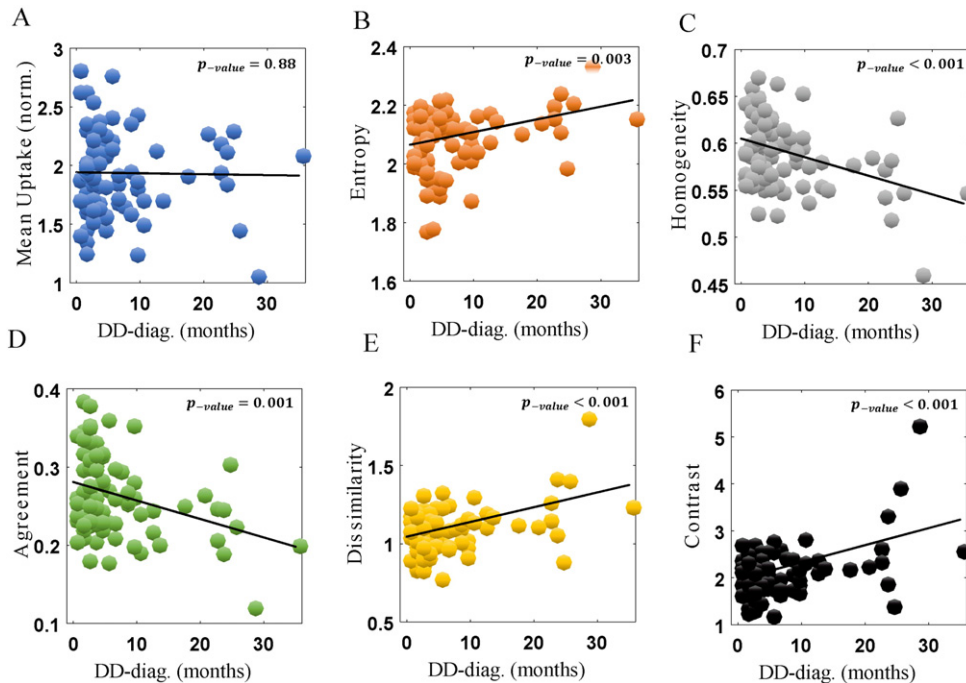 A
Mean Uptake (norm.)
p-value = 0.88
3
2.5
2
1.5
1
0 10 20 30
DD-diag. (months)
B
Entropy
p-value = 0.003
2.4
2.2
2
1.8
1.6
0 10 20 30
DD-diag. (months)
C
Homogeneity
p-value < 0.001
0.7
0.65
0.6
0.55
0.5
0.45
0 10 20 30
DD-diag. (months)
D
Agreement
p-value = 0.001
0.4
0.3
0.2
0.1
0 10 20 30
DD-diag. (months)
E
Dissimilarity
p-value < 0.001
2
1.5
1
0.5
0 10 20 30
DD-diag. (months)
F
Contrast
p-value < 0.001
6
5
4
3
2
1
0 10 20 30
DD-diag. (months)